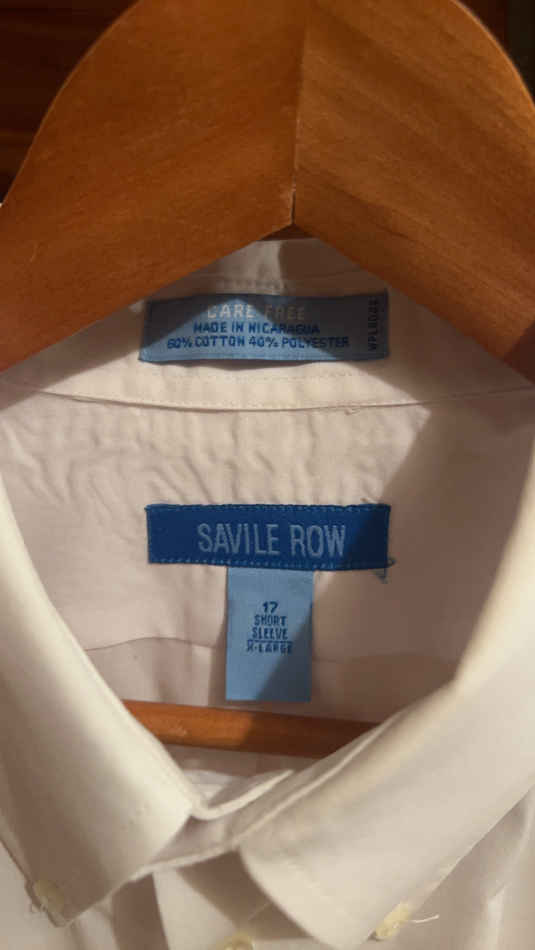 CARE FREE
MADE IN NICARAGUA
60% COTTON 40% POLYESTER
SAVILE ROW
17
SHORT
SLEEVE
X-LARGE